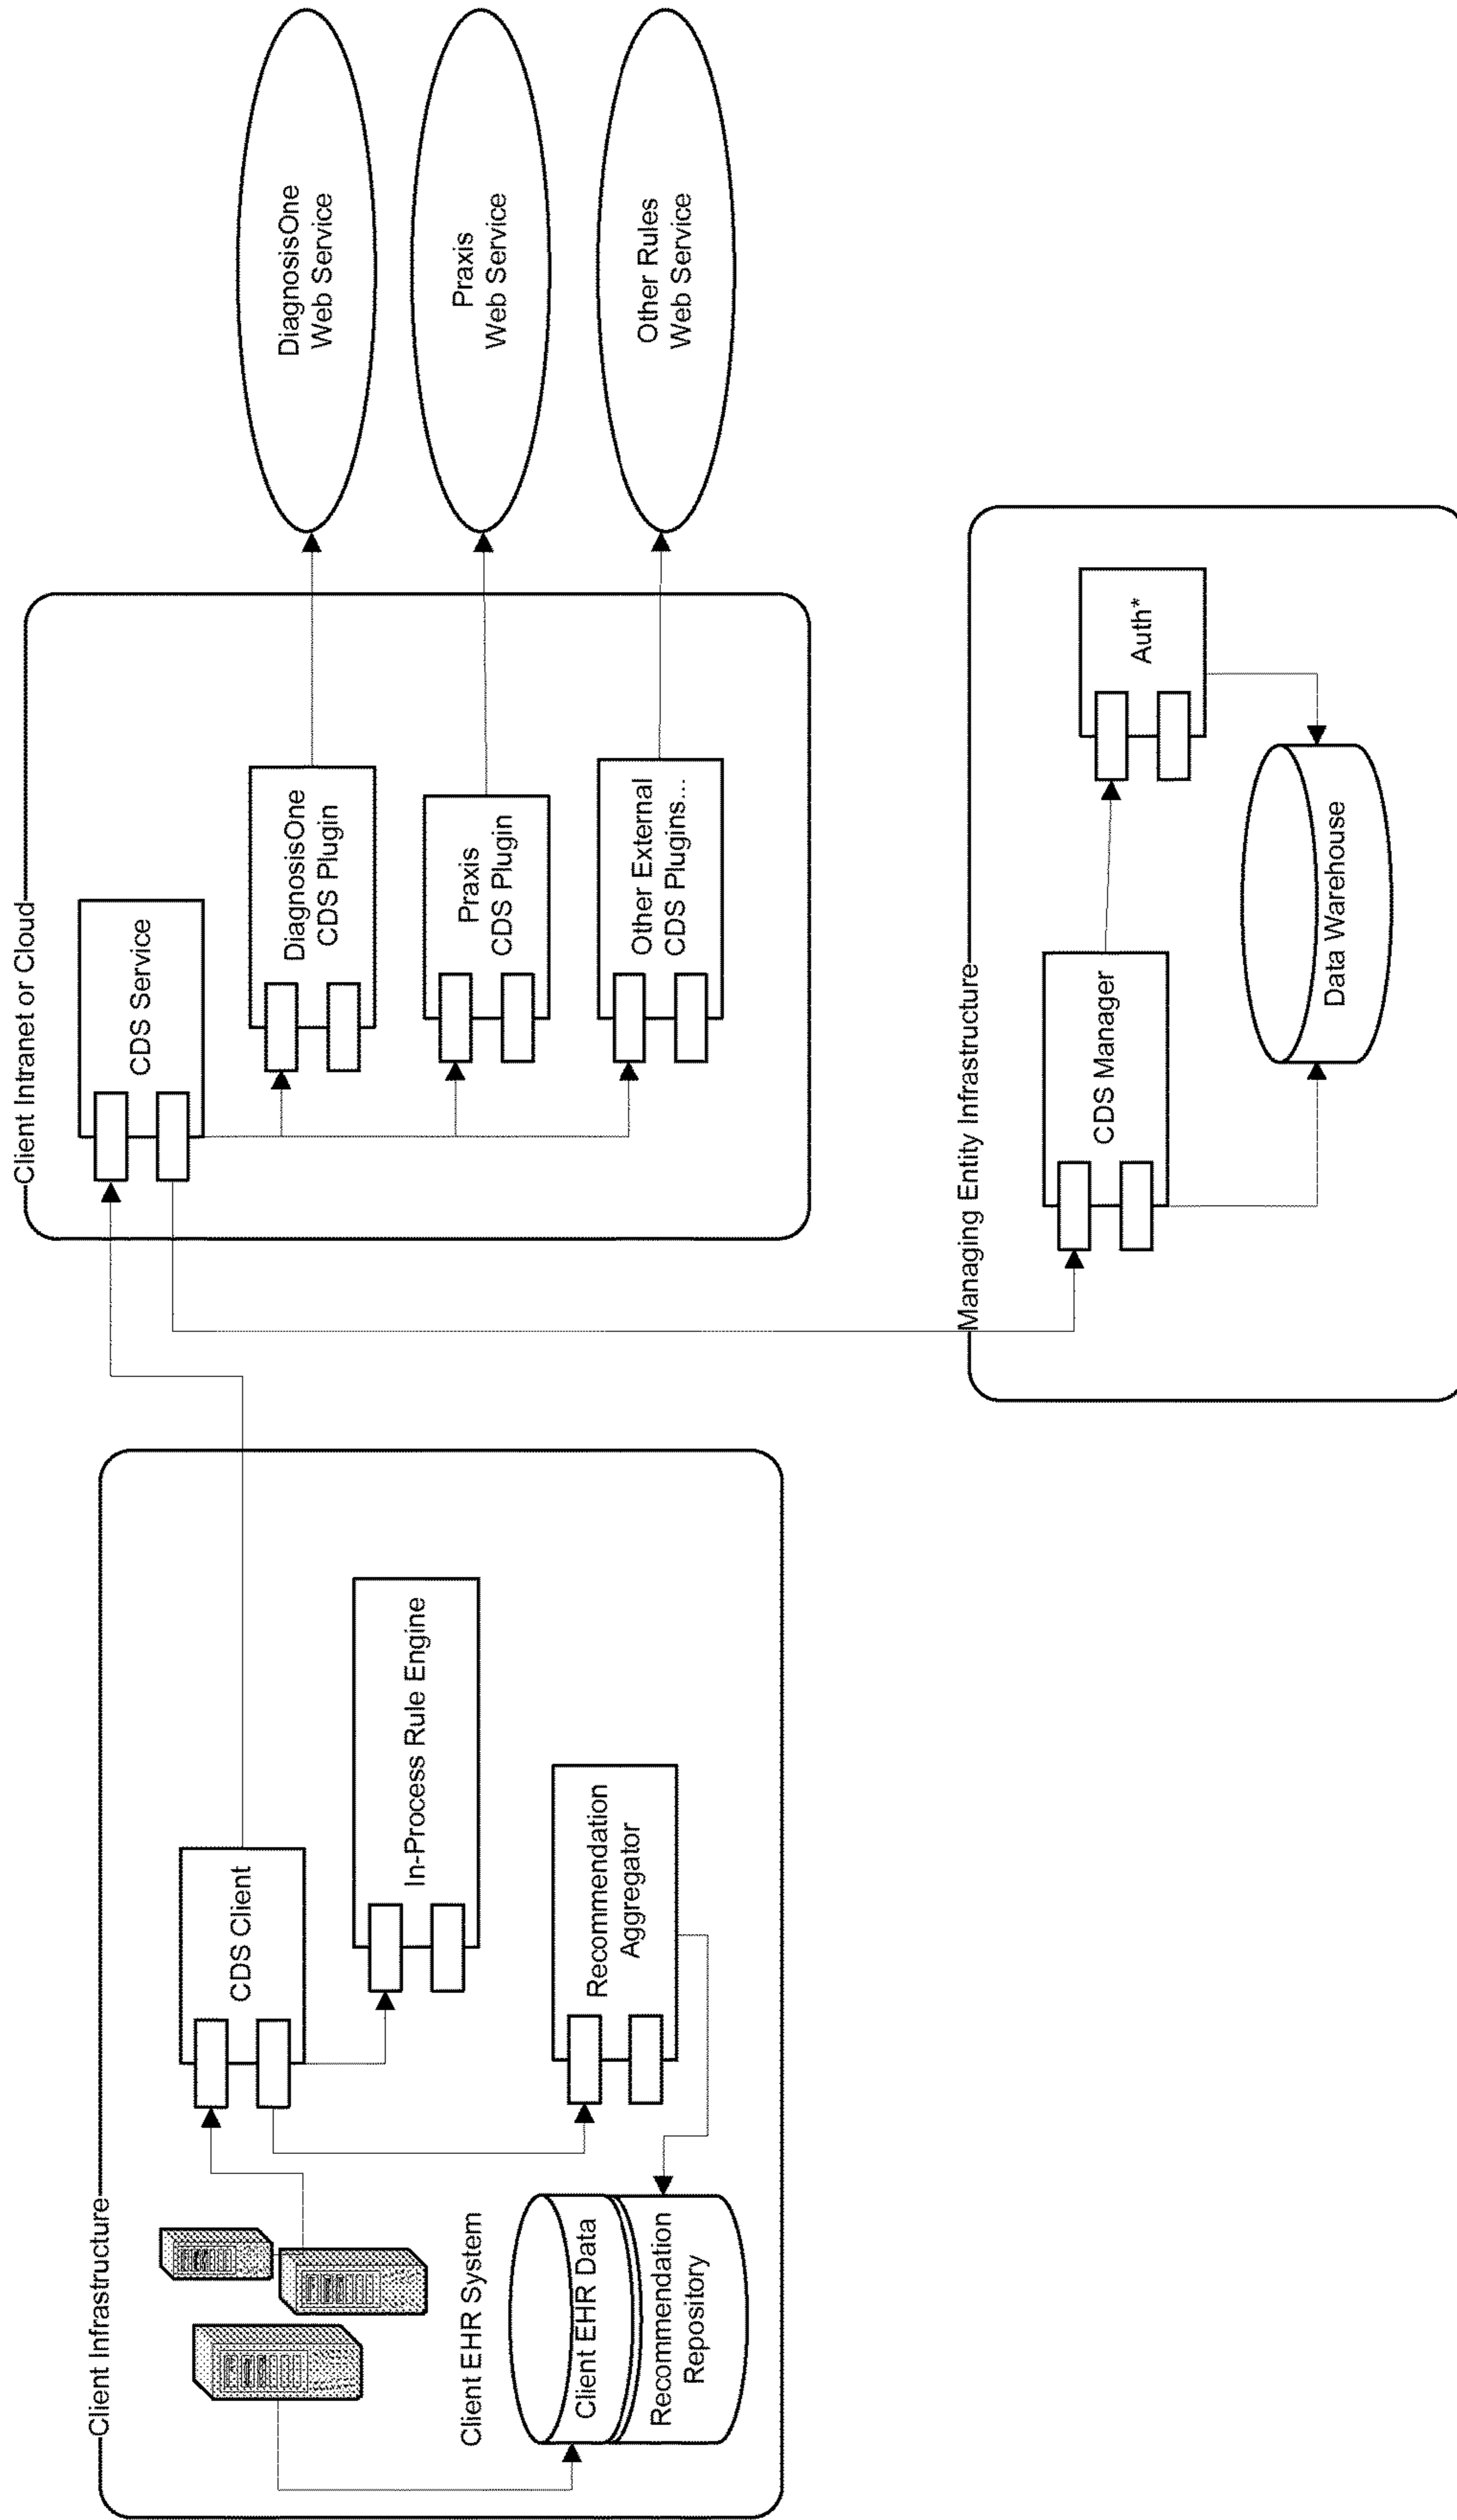 Client Infrastructure
Client EHR System
Client EHR Data
Recommendation
Repository
CDS Client
In-Process Rule Engine
Recommendation
Aggregator
Client Intranet or Cloud
CDS Service
DiagnosisOne
CDS Plugin
Praxis
CDS Plugin
Other External
CDS Plugins...
DiagnosisOne
Web Service
Praxis
Web Service
Other Rules
Web Service
Managing Entity Infrastructure
CDS Manager
Auth*
Data Warehouse